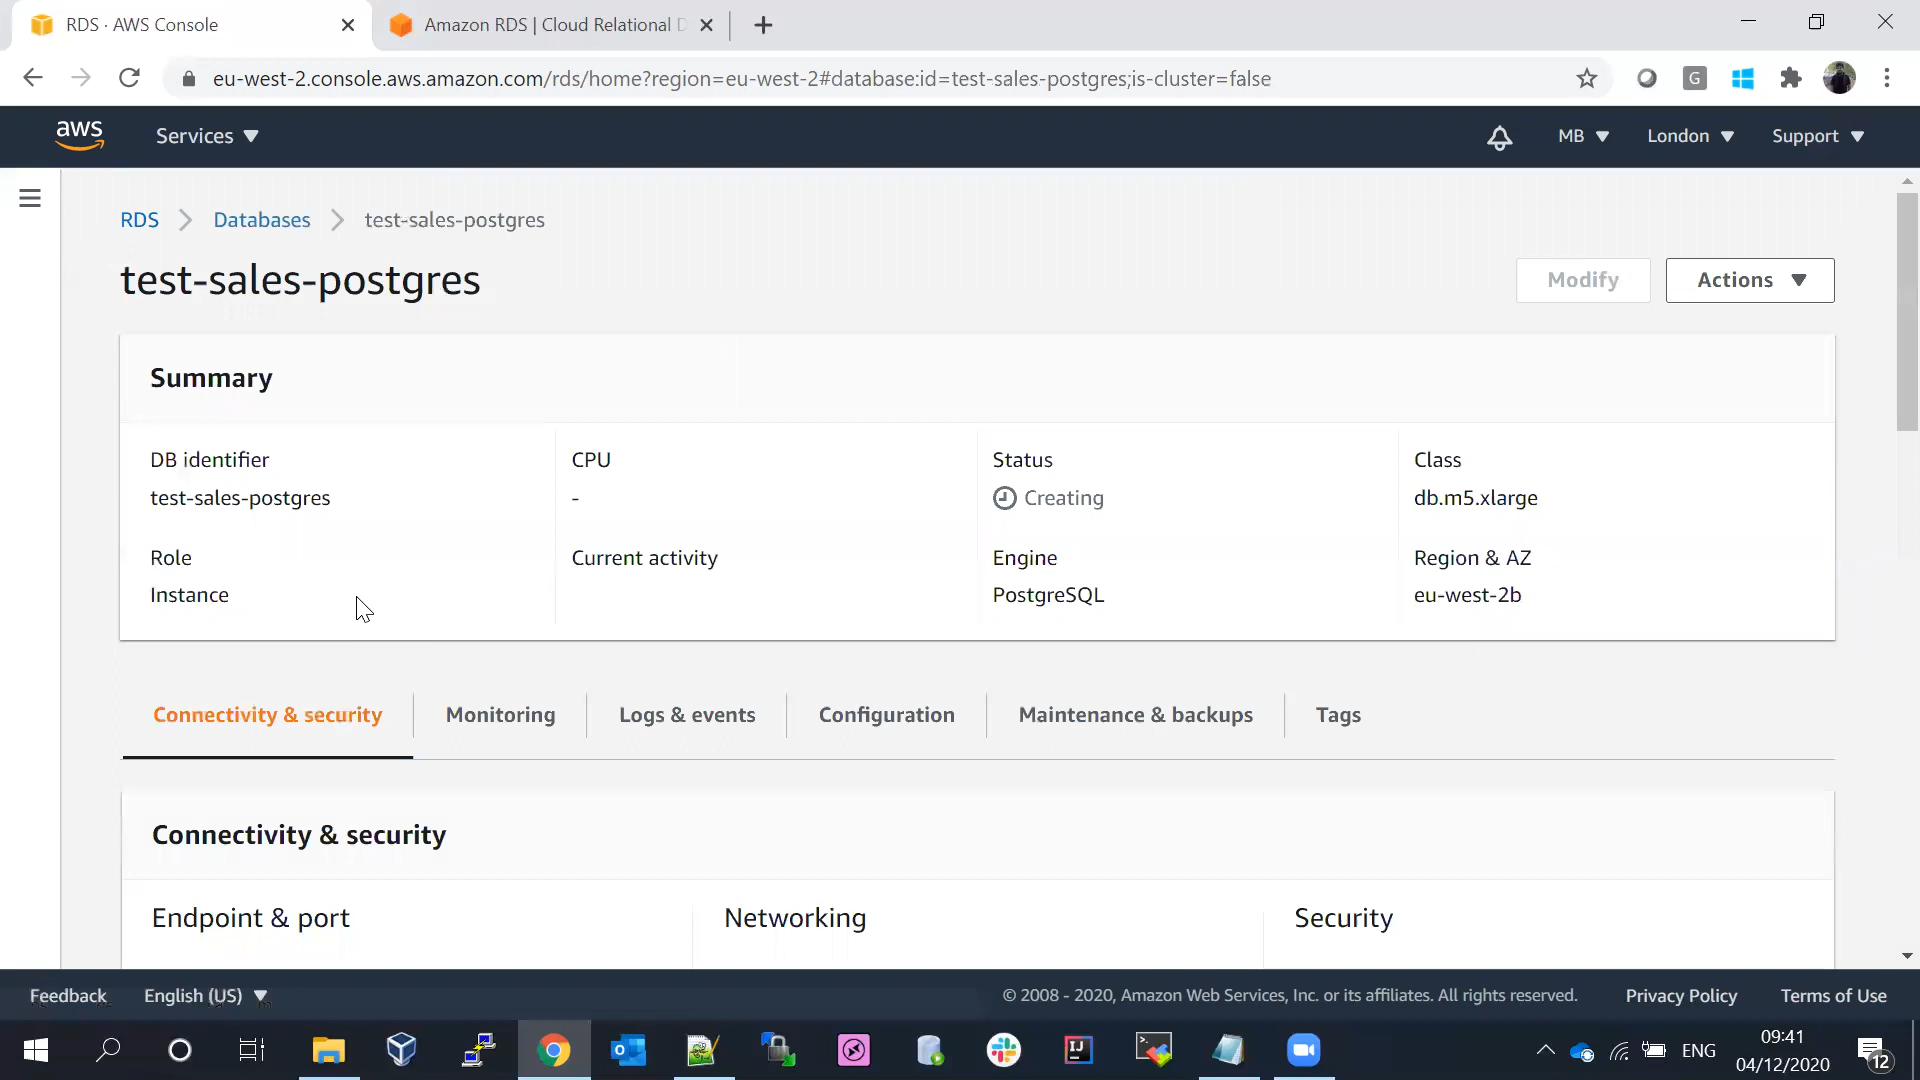 RDS · AWS Console
Amazon RDS | Cloud Relational D
eu-west-2.console.aws.amazon.com/rds/home?region=eu-west-2#database:id=test-sales-postgres;is-cluster=false
G
aws
Services
MB
London
Support
RDS
Databases
test-sales-postgres
test-sales-postgres
Modify
Actions
Summary
DB identifier
test-sales-postgres
CPU
-
Status
Creating
Class
db.m5.xlarge
Role
Instance
Current activity
Engine
PostgreSQL
Region & AZ
eu-west-2b
Connectivity & security
Monitoring
Logs & events
Configuration
Maintenance & backups
Tags
Connectivity & security
Endpoint & port
Networking
Security
Feedback
English (US)
© 2008 - 2020, Amazon Web Services, Inc. or its affiliates. All rights reserved.
Privacy Policy
Terms of Use
IJ
ENG
09:41
04/12/2020
12